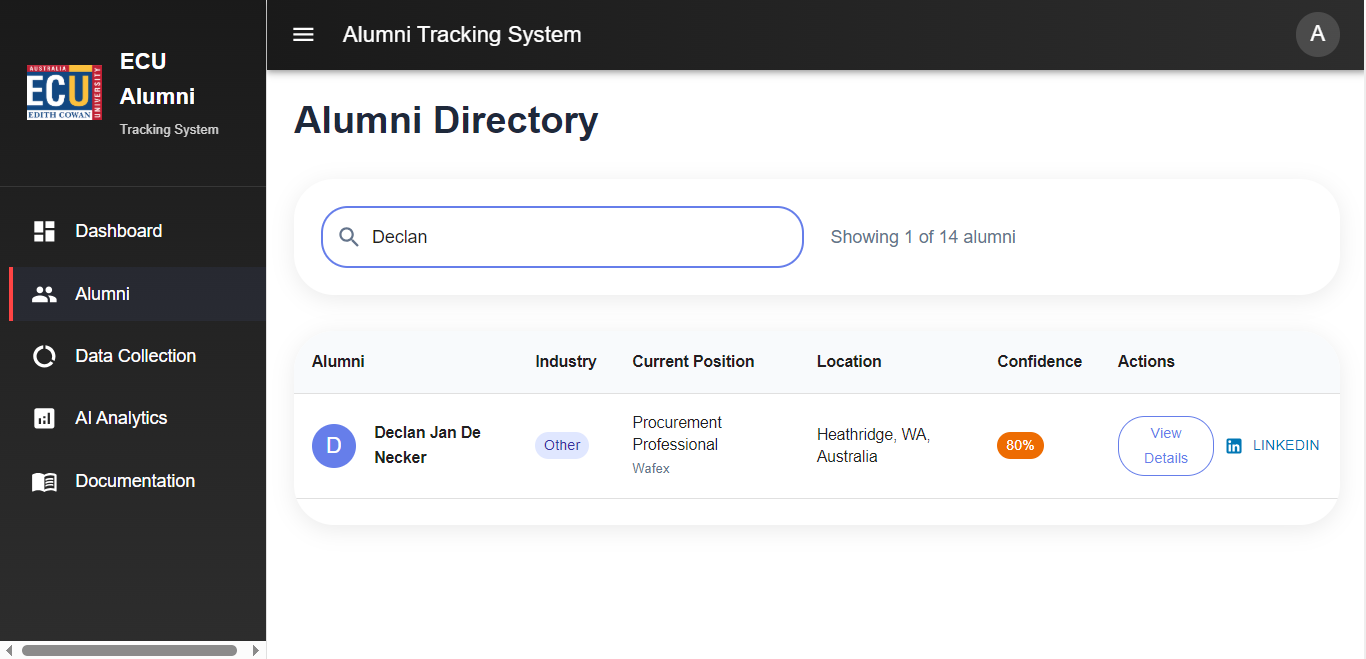 AUSTRALIA
ECU
EDITH COWAN
UNIVERSITY
ECU
Alumni
Tracking System
Alumni Tracking System
A
Dashboard
Alumni
Data Collection
AI Analytics
Documentation
Alumni Directory
Declan
Showing 1 of 14 alumni
Alumni Industry Current Position Location Confidence Actions
D
Declan Jan De
Necker
Other
Procurement
Professional
Wafex
Heathridge, WA,
Australia
80%
View
Details
LINKEDIN